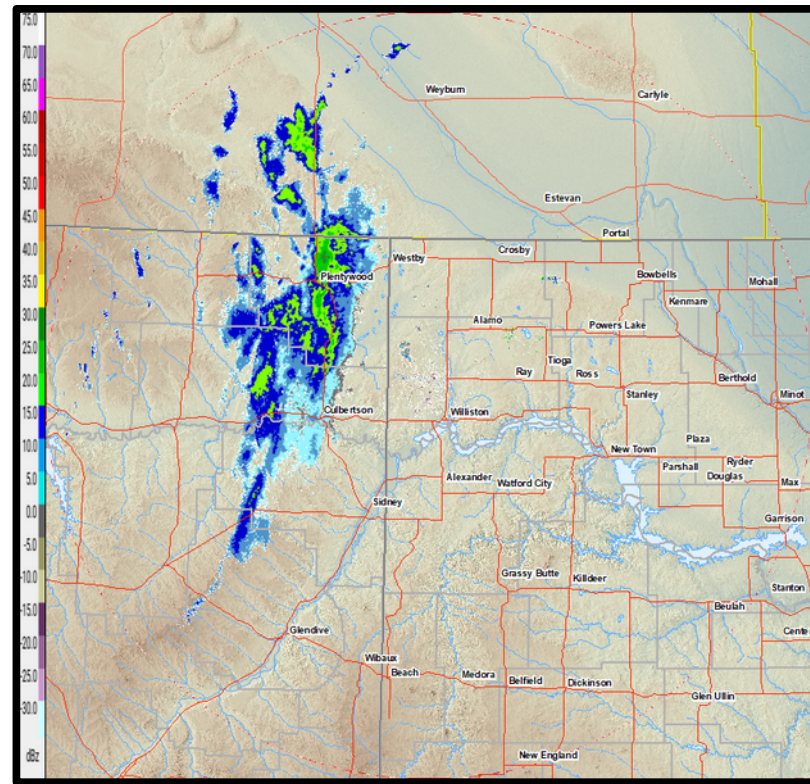 75.0
70.0
65.0
60.0
55.0
50.0
45.0
40.0
35.0
30.0
25.0
20.0
15.0
10.0
5.0
0.0
-5.0
-10.0
-15.0
-20.0
-25.0
-30.0
dBz
Weyburn
Carlyle
Estevan
Portal
Crosby
Westby
Plentywood
Bowbells
Mohall
Kenmare
Alamo
Powers Lake
Tioga
Ray
Ross
Berthold
Stanley
Minot
Culbertson
Williston
Plaza
New Town
Ryder
Parshall
Douglas
Max
Alexander
Watford City
Sidney
Garrison
Grassy Butte
Killdeer
Stanton
Beulah
Glendive
Cente
Wibaux
Beach
Medora
Belfield
Dickinson
Glen Ullin
New England